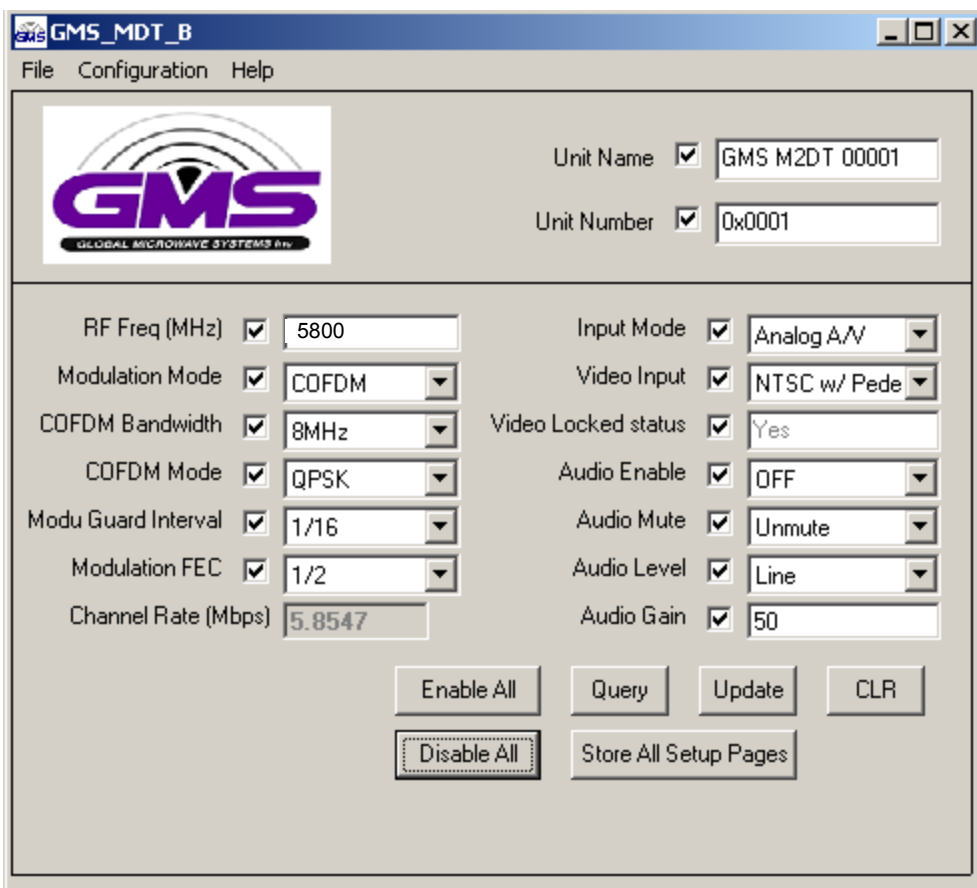 GMS GMS_MDT_B
File Configuration Help
GMS
GLOBAL MICROWAVE SYSTEMS Inc
Unit Name GMS M2DT 00001
Unit Number 0x0001
RF Freq (MHz) 5800
Modulation Mode COFDM
COFDM Bandwidth 8MHz
COFDM Mode QPSK
Modu Guard Interval 1/16
Modulation FEC 1/2
Channel Rate (Mbps) 5.8547
Input Mode Analog A/V
Video Input NTSC w/ Pede
Video Locked status Yes
Audio Enable OFF
Audio Mute Unmute
Audio Level Line
Audio Gain 50
Enable All Query Update CLR
Disable All Store All Setup Pages